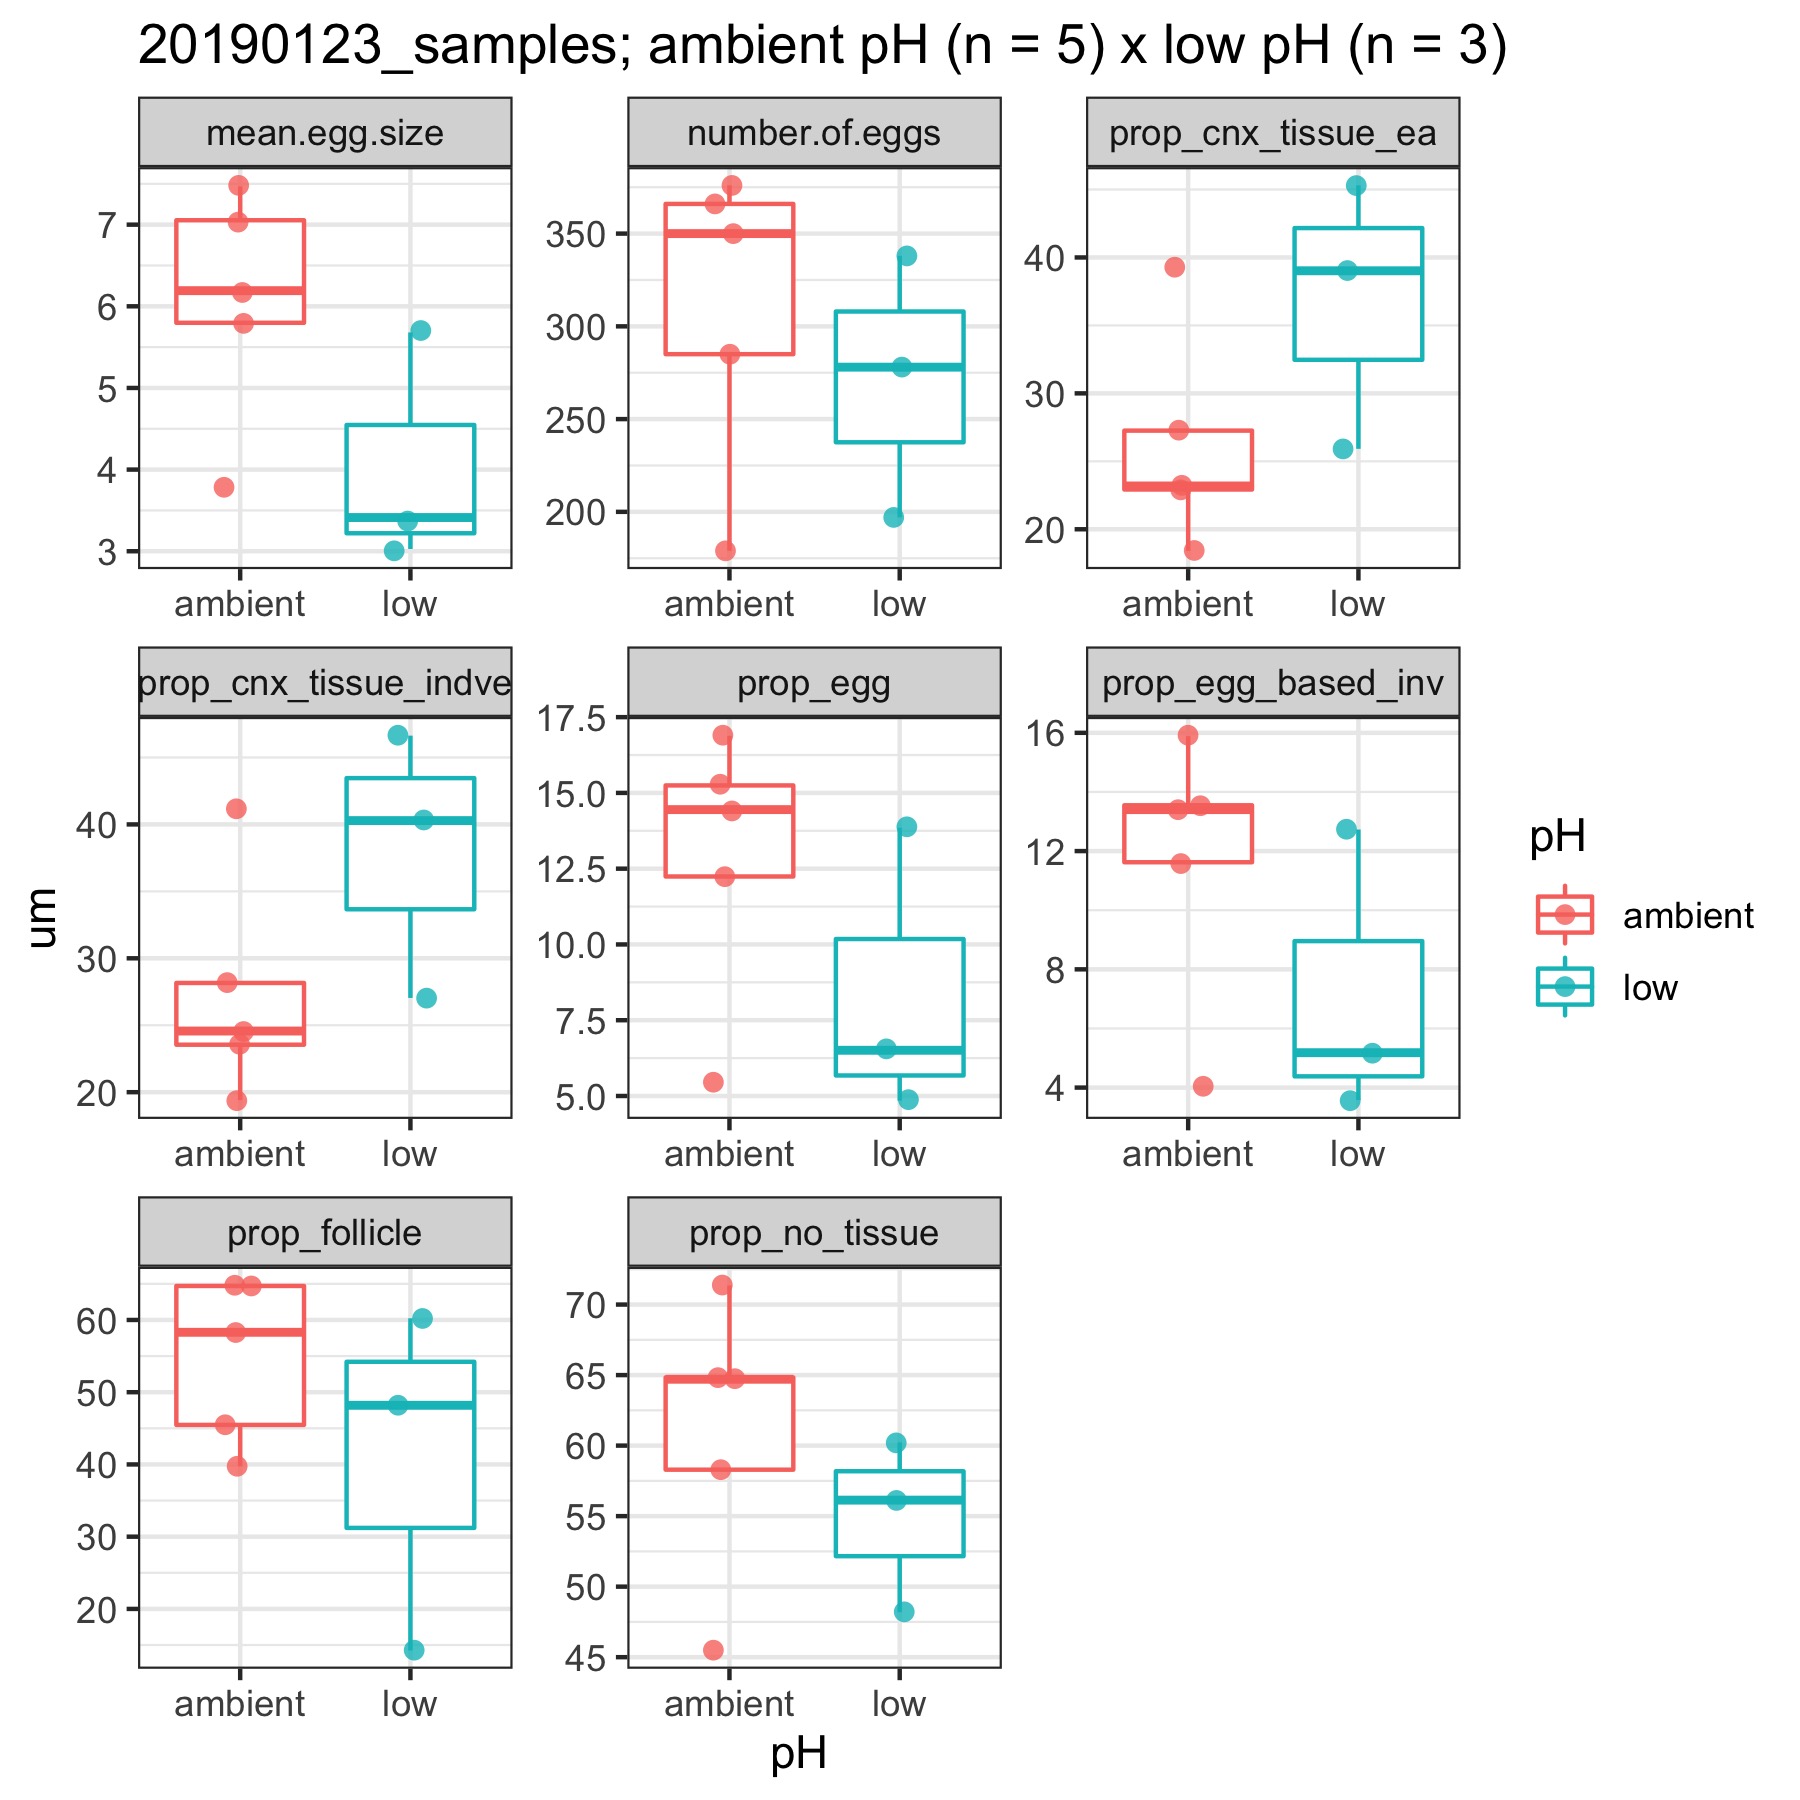 20190123_samples; ambient pH (n = 5) x low pH (n = 3)
mean.egg.size
number.of.eggs
prop_cnx_tissue_ea
7
6
5
4
3
350
300
250
200
40
30
20
ambient low
ambient low
ambient low
prop_cnx_tissue_indve
prop_egg
prop_egg_based_inv
40
30
20
17.5
15.0
12.5
10.0
7.5
5.0
16
12
8
4
ambient low
ambient low
ambient low
um
pH
ambient
low
prop_follicle
prop_no_tissue
60
50
40
30
20
70
65
60
55
50
45
ambient low
ambient low
pH